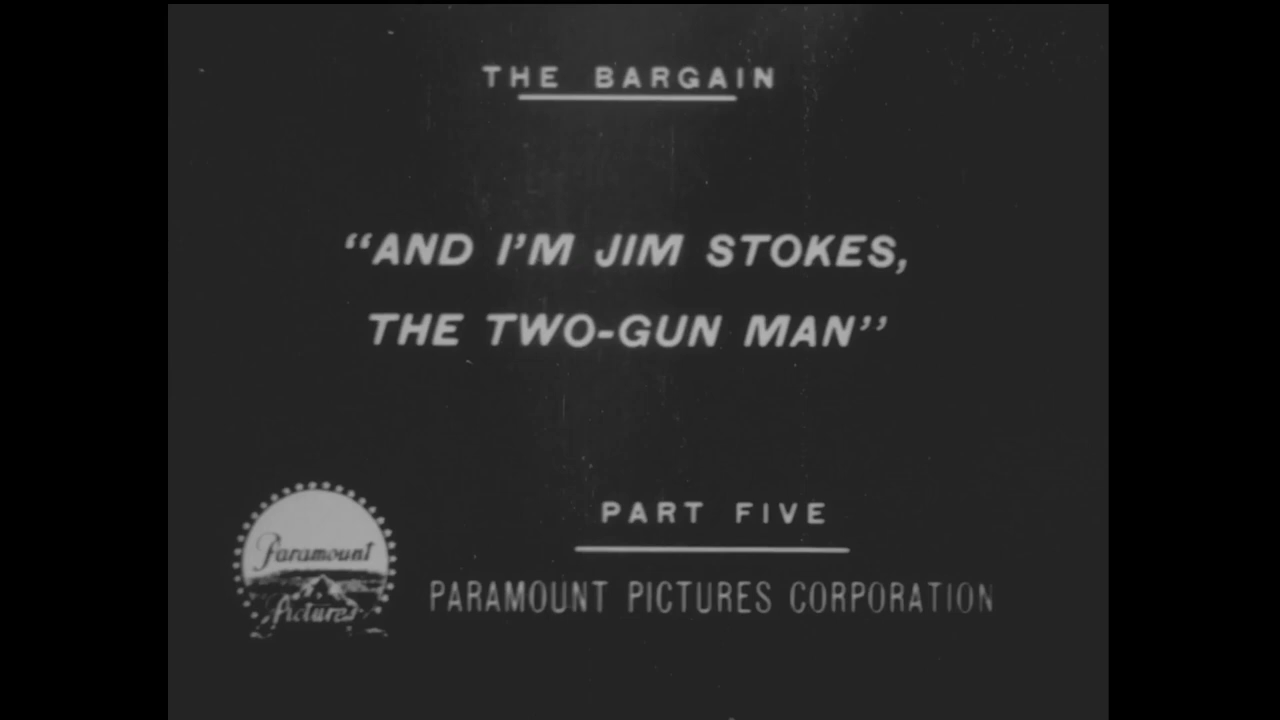 THE BARGAIN
“AND I'M JIM STOKES,
THE TWO-GUN MAN”
PART FIVE
Paramount
Pictures
PARAMOUNT PICTURES CORPORATION